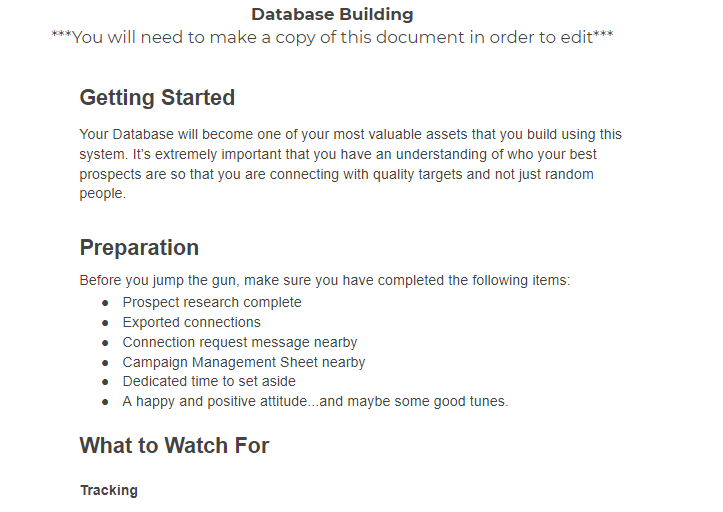 Database Building
***You will need to make a copy of this document in order to edit***
Getting Started
Your Database will become one of your most valuable assets that you build using this
system. It's extremely important that you have an understanding of who your best
prospects are so that you are connecting with quality targets and not just random
people.
Preparation
Before you jump the gun, make sure you have completed the following items:
● Prospect research complete
● Exported connections
● Connection request message nearby
● Campaign Management Sheet nearby
● Dedicated time to set aside
● A happy and positive attitude...and maybe some good tunes.
What to Watch For
Tracking